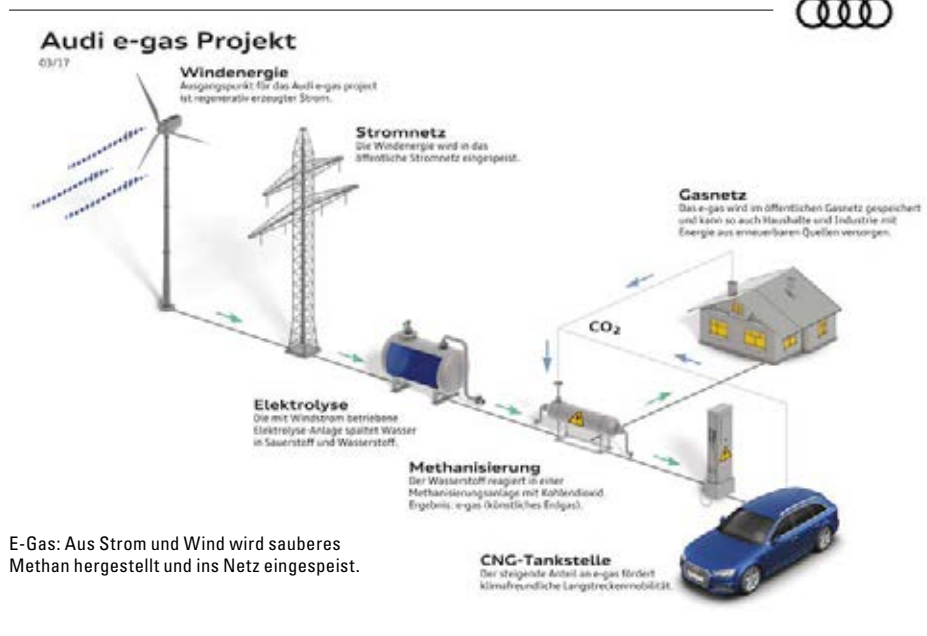 Audi e-gas Projekt
03/17
Windenergie
Ausgangspunkt für das Audi e-gas project
ist regenerativ erzeugter Strom.
Stromnetz
Die Windenergie wird in das
öffentliche Stromnetz eingespeist.
Gasnetz
Das e-gas wird im öffentlichen Gasnetz gespeichert
und kann so auch Haushalte und Industrie mit
Energie aus erneuerbaren Quellen versorgen.
CO₂
Elektrolyse
Die mit Windstrom betriebene
Elektrolyse-Anlage spaltet Wasser
in Sauerstoff und Wasserstoff.
Methanisierung
Der Wasserstoff reagiert in einer
Methanisierungsanlage mit Kohlendioxid.
Ergebnis: e-gas (künstliches Erdgas).
E-Gas: Aus Strom und Wind wird sauberes
Methan hergestellt und ins Netz eingespeist.
CNG-Tankstelle
Der steigende Anteil an e-gas fördert
klimafreundliche Langstreckenmobilität.